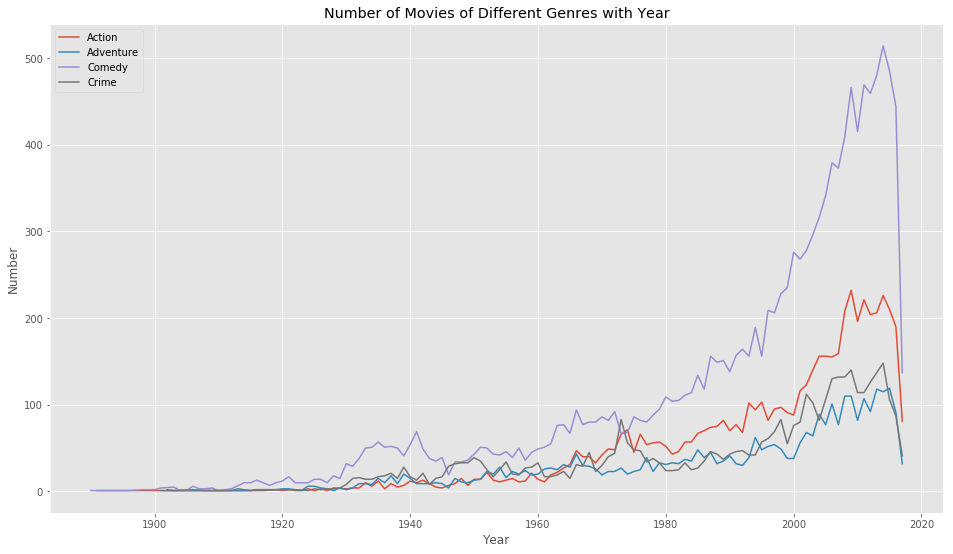 Number of Movies of Different Genres with Year
Action
Adventure
Comedy
Crime
500
400
300
200
100
0
Number
1900
1920
1940
1960
1980
2000
2020
Year